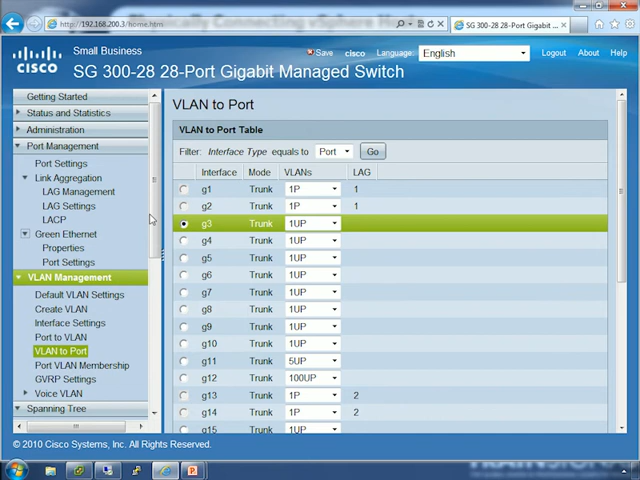 http://192.168.200.3/home.htm
SG 300-28 28-Port Gigabit ...
Small Business
Save cisco Language: English Logout About Help
CISCO
SG 300-28 28-Port Gigabit Managed Switch
Getting Started
Status and Statistics
Administration
Port Management
Port Settings
Link Aggregation
LAG Management
LAG Settings
LACP
Green Ethernet
Properties
Port Settings
VLAN Management
Default VLAN Settings
Create VLAN
Interface Settings
Port to VLAN
VLAN to Port
Port VLAN Membership
GVRP Settings
Voice VLAN
Spanning Tree
VLAN to Port
VLAN to Port Table
Filter: Interface Type equals to Port Go
Interface Mode VLANs LAG
g1 Trunk 1P 1
g2 Trunk 1P 1
g3 Trunk 1UP
g4 Trunk 1UP
g5 Trunk 1UP
g6 Trunk 1UP
g7 Trunk 1UP
g8 Trunk 1UP
g9 Trunk 1UP
g10 Trunk 1UP
g11 Trunk 5UP
g12 Trunk 100UP
g13 Trunk 1P 2
g14 Trunk 1P 2
g15 Trunk 1UP
© 2010 Cisco Systems, Inc. All Rights Reserved.